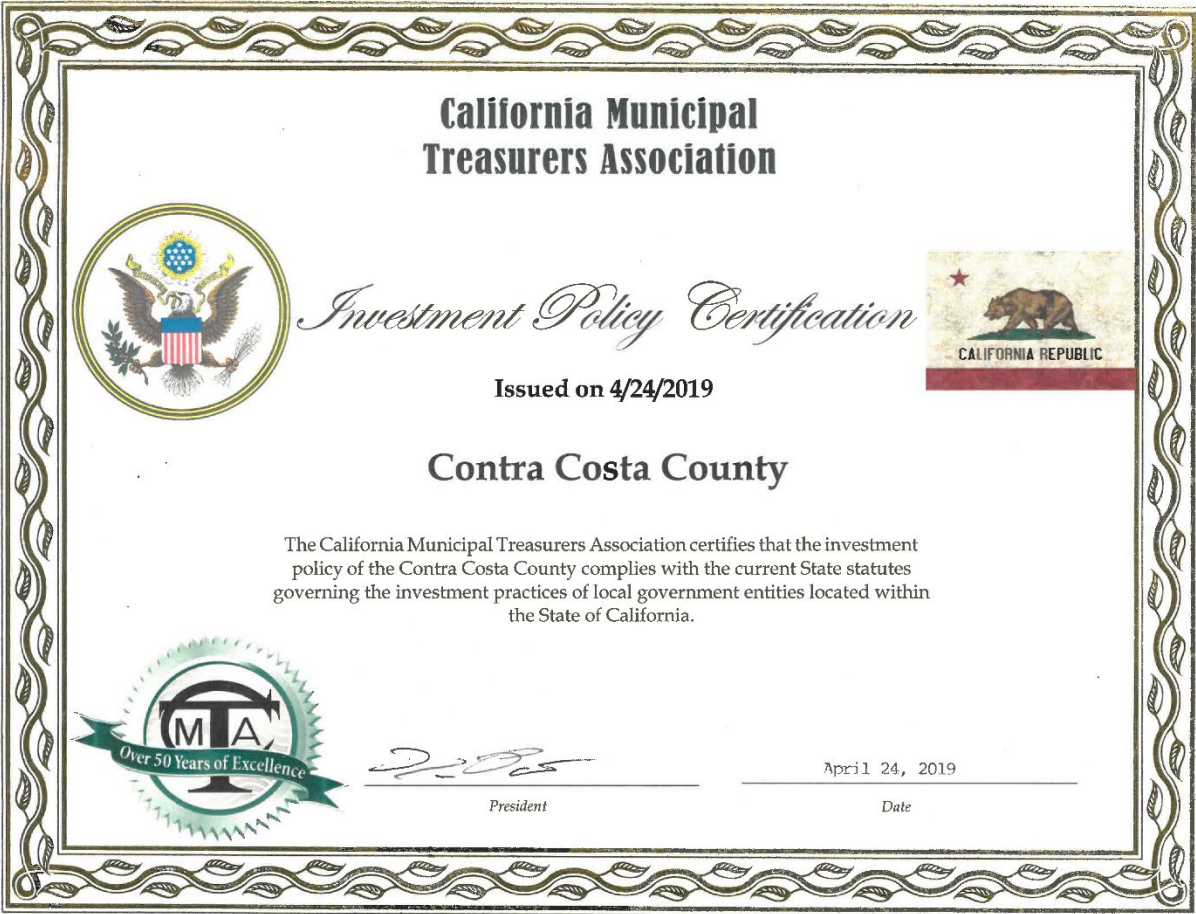 California Municipal
Treasurers Association
Investment Policy Certification
CALIFORNIA REPUBLIC
Issued on 4/24/2019
Contra Costa County
The California Municipal Treasurers Association certifies that the investment
policy of the Contra Costa County complies with the current State statutes
governing the investment practices of local government entities located within
the State of California.
CMTA
Over 50 Years of Excellence
April 24, 2019
President
Date